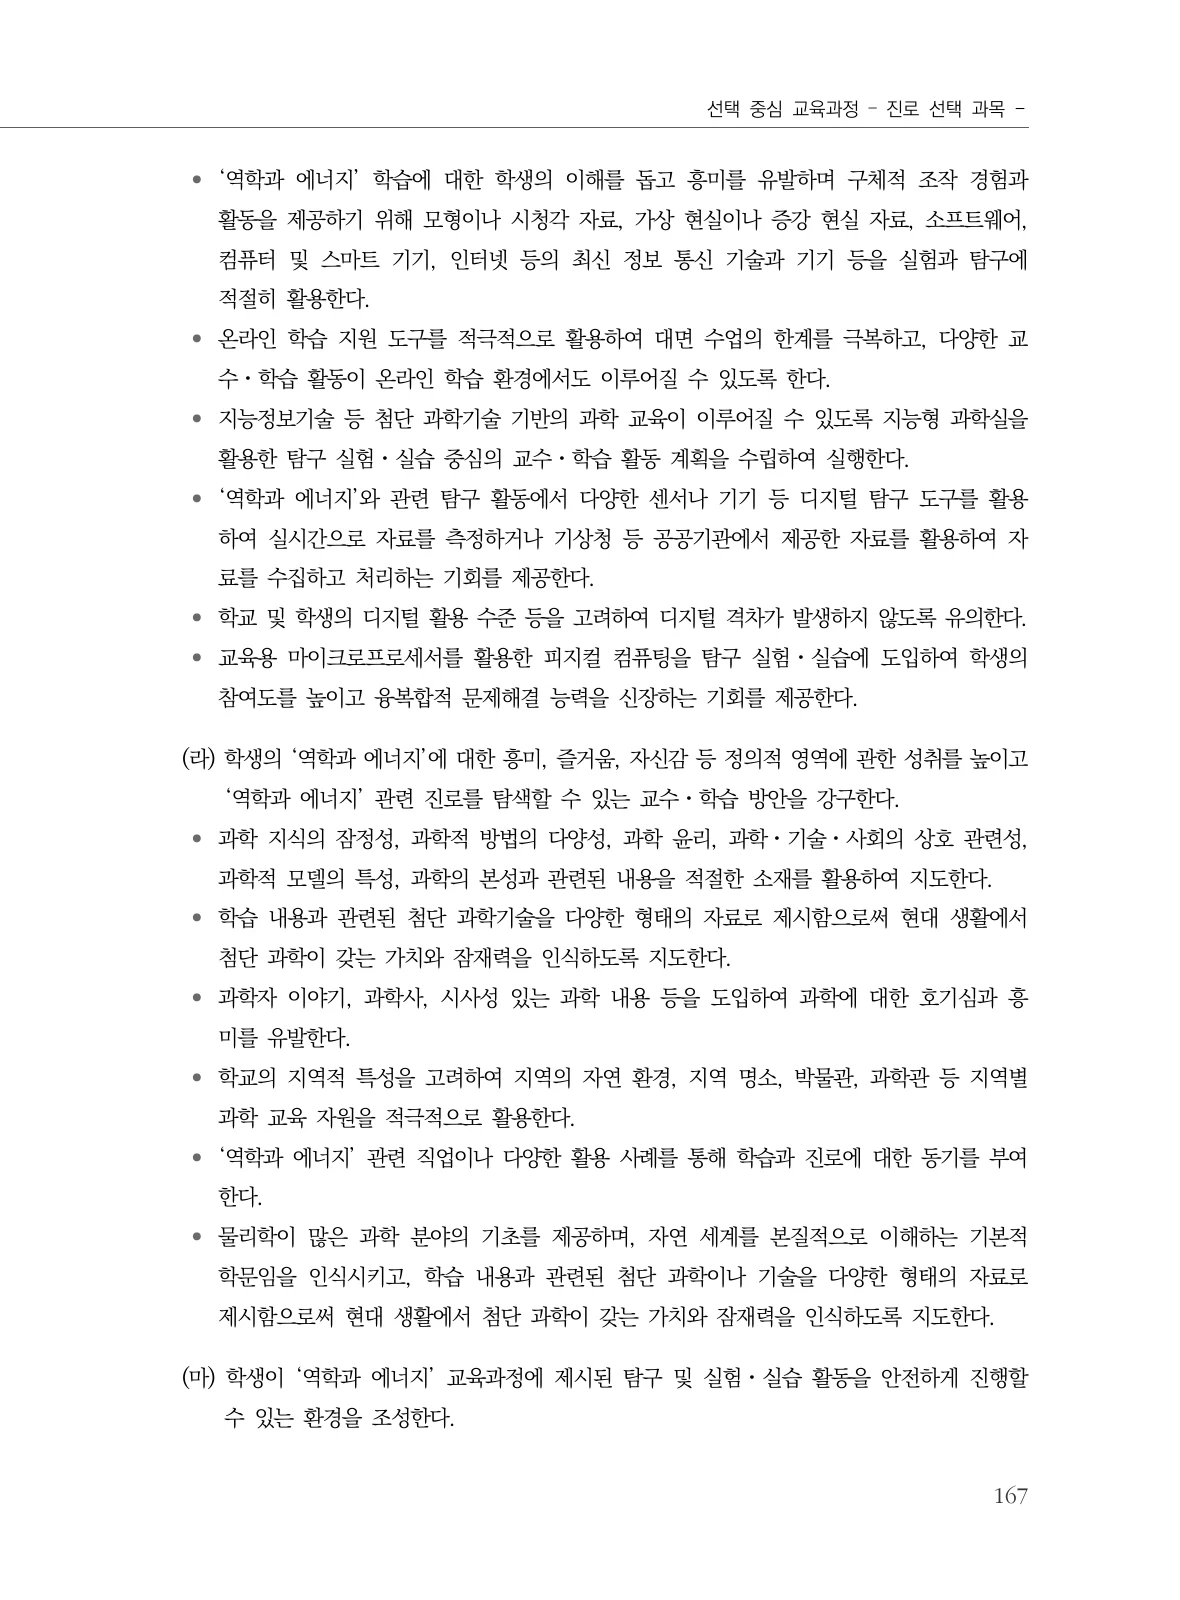 선택 중심 교육과정 - 진로 선택 과목 -
• ‘역학과 에너지’ 학습에 대한 학생의 이해를 돕고 흥미를 유발하며 구체적 조작 경험과
활동을 제공하기 위해 모형이나 시청각 자료, 가상 현실이나 증강 현실 자료, 소프트웨어,
컴퓨터 및 스마트 기기, 인터넷 등의 최신 정보 통신 기술과 기기 등을 실험과 탐구에
적절히 활용한다.
• 온라인 학습 지원 도구를 적극적으로 활용하여 대면 수업의 한계를 극복하고, 다양한 교
수·학습 활동이 온라인 학습 환경에서도 이루어질 수 있도록 한다.
• 지능정보기술 등 첨단 과학기술 기반의 과학 교육이 이루어질 수 있도록 지능형 과학실을
활용한 탐구 실험·실습 중심의 교수·학습 활동 계획을 수립하여 실행한다.
• ‘역학과 에너지’와 관련 탐구 활동에서 다양한 센서나 기기 등 디지털 탐구 도구를 활용
하여 실시간으로 자료를 측정하거나 기상청 등 공공기관에서 제공한 자료를 활용하여 자
료를 수집하고 처리하는 기회를 제공한다.
• 학교 및 학생의 디지털 활용 수준 등을 고려하여 디지털 격차가 발생하지 않도록 유의한다.
• 교육용 마이크로프로세서를 활용한 피지컬 컴퓨팅을 탐구 실험·실습에 도입하여 학생의
참여도를 높이고 융복합적 문제해결 능력을 신장하는 기회를 제공한다.
(라) 학생의 ‘역학과 에너지’에 대한 흥미, 즐거움, 자신감 등 정의적 영역에 관한 성취를 높이고
‘역학과 에너지’ 관련 진로를 탐색할 수 있는 교수·학습 방안을 강구한다.
• 과학 지식의 잠정성, 과학적 방법의 다양성, 과학 윤리, 과학·기술·사회의 상호 관련성,
과학적 모델의 특성, 과학의 본성과 관련된 내용을 적절한 소재를 활용하여 지도한다.
• 학습 내용과 관련된 첨단 과학기술을 다양한 형태의 자료로 제시함으로써 현대 생활에서
첨단 과학이 갖는 가치와 잠재력을 인식하도록 지도한다.
• 과학자 이야기, 과학사, 시사성 있는 과학 내용 등을 도입하여 과학에 대한 호기심과 흥
미를 유발한다.
• 학교의 지역적 특성을 고려하여 지역의 자연 환경, 지역 명소, 박물관, 과학관 등 지역별
과학 교육 자원을 적극적으로 활용한다.
• ‘역학과 에너지’ 관련 직업이나 다양한 활용 사례를 통해 학습과 진로에 대한 동기를 부여
한다.
• 물리학이 많은 과학 분야의 기초를 제공하며, 자연 세계를 본질적으로 이해하는 기본적
학문임을 인식시키고, 학습 내용과 관련된 첨단 과학이나 기술을 다양한 형태의 자료로
제시함으로써 현대 생활에서 첨단 과학이 갖는 가치와 잠재력을 인식하도록 지도한다.
(마) 학생이 ‘역학과 에너지’ 교육과정에 제시된 탐구 및 실험·실습 활동을 안전하게 진행할
수 있는 환경을 조성한다.
167